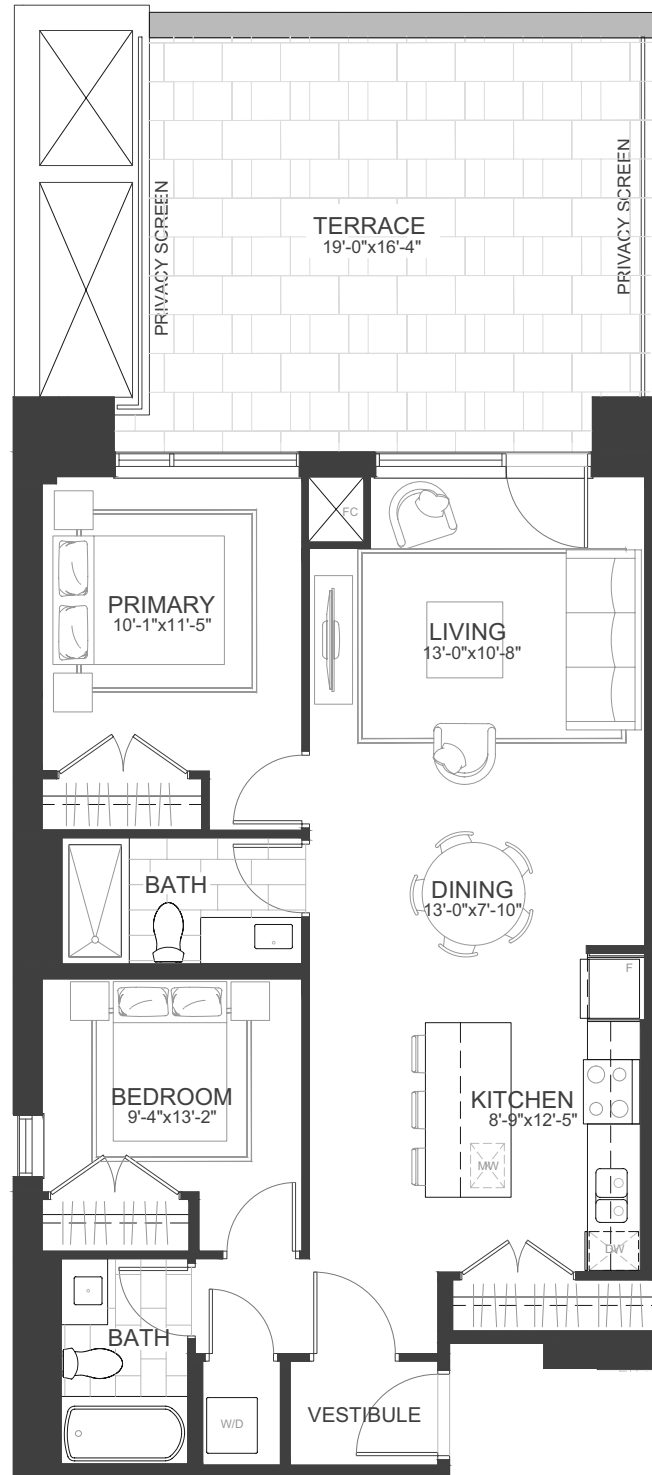 PRIVACY SCREEN
PRIVACY SCREEN
TERRACE
19'-0"x16'-4"
FC
PRIMARY
10'-1"x11'-5"
LIVING
13'-0"x10'-8"
BATH
DINING
13'-0"x7'-10"
F
BEDROOM
9'-4"x13'-2"
KITCHEN
8'-9"x12'-5"
MW
DW
BATH
W/D
VESTIBULE